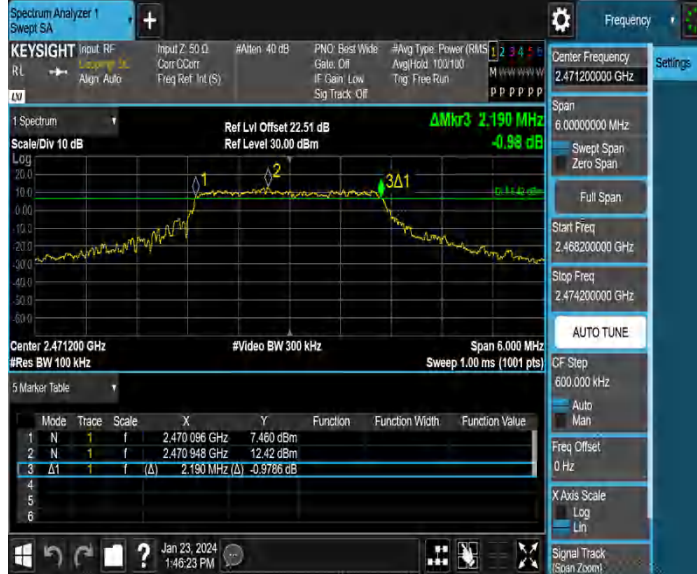 Spectrum Analyzer 1
Swept SA
+
Frequency
KEYSIGHT
RL
Input: RF
Align: Auto
Input Z: 50 Ω
Corr CCorr
Freq Ref: Int (S)
#Atten: 40 dB
PNO: Best Wide
Gate: Off
IF Gain: Low
Sig Track: Off
#Avg Type: Power (RMS
Avg|Hold: 100/100
Trig: Free Run
1 2 3 4 5 6
M W W W W W
P P P P P P
LXI
1 Spectrum
Scale/Div 10 dB
Ref Lvl Offset 22.51 dB
Ref Level 30.00 dBm
ΔMkr3 2.190 MHz
-0.98 dB
Log
20.0
10.0
0.00
-10.0
-20.0
-30.0
-40.0
-50.0
-60.0
1
2
3Δ1
Center 2.471200 GHz
#Res BW 100 kHz
#Video BW 300 kHz
Span 6.000 MHz
Sweep 1.00 ms (1001 pts)
5 Marker Table
Mode Trace Scale X Y Function Function Width Function Value
1 N 1 f 2.470 096 GHz 7.460 dBm
2 N 1 f 2.470 948 GHz 12.42 dBm
3 Δ1 1 f (Δ) 2.190 MHz (Δ) -0.9786 dB
4
5
6
Jan 23, 2024
1:46:23 PM
?
Center Frequency
2.471200000 GHz
Settings
Span
6.00000000 MHz
Swept Span
Zero Span
Full Span
Start Freq
2.468200000 GHz
Stop Freq
2.474200000 GHz
AUTO TUNE
CF Step
600.000 kHz
Auto
Man
Freq Offset
0 Hz
X Axis Scale
Log
Lin
Signal Track
(Span Zoom)